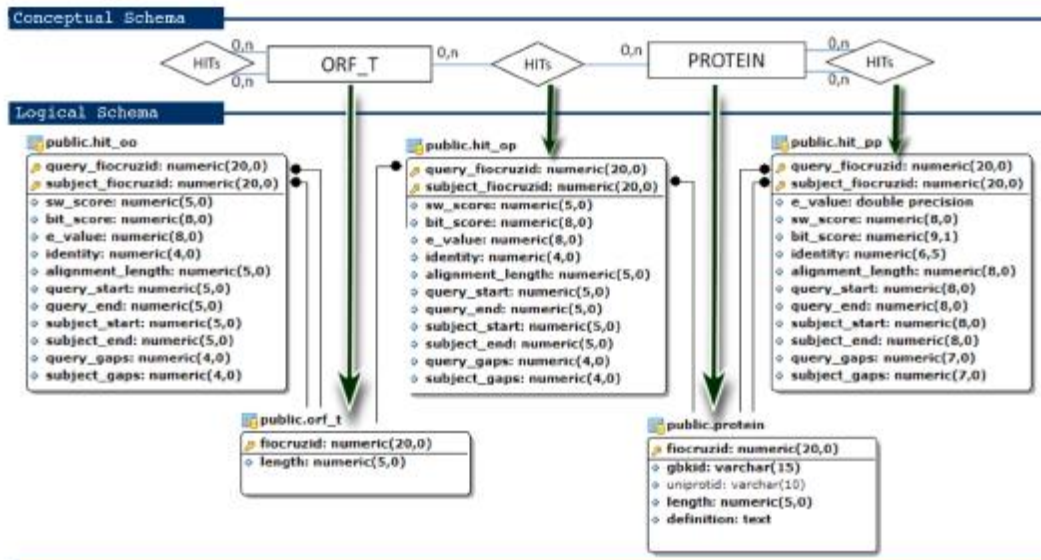 Conceptual Schema
HITs
0,n
0,n
ORF_T
0,n
HITs
0,n
PROTEIN
0,n
0,n
HITs
Logical Schema
public.hit_oo
query_fiocruzid: numeric(20,0)
subject_fiocruzid: numeric(20,0)
sw_score: numeric(5,0)
bit_score: numeric(8,0)
e_value: numeric(8,0)
identity: numeric(4,0)
alignment_length: numeric(5,0)
query_start: numeric(5,0)
query_end: numeric(5,0)
subject_start: numeric(5,0)
subject_end: numeric(5,0)
query_gaps: numeric(4,0)
subject_gaps: numeric(4,0)
public.hit_op
query_fiocruzid: numeric(20,0)
subject_fiocruzid: numeric(20,0)
sw_score: numeric(5,0)
bit_score: numeric(8,0)
e_value: numeric(8,0)
identity: numeric(4,0)
alignment_length: numeric(5,0)
query_start: numeric(5,0)
query_end: numeric(5,0)
subject_start: numeric(5,0)
subject_end: numeric(5,0)
query_gaps: numeric(4,0)
subject_gaps: numeric(4,0)
public.hit_pp
query_fiocruzid: numeric(20,0)
subject_fiocruzid: numeric(20,0)
e_value: double precision
sw_score: numeric(8,0)
bit_score: numeric(9,1)
identity: numeric(6,5)
alignment_length: numeric(8,0)
query_start: numeric(8,0)
query_end: numeric(8,0)
subject_start: numeric(8,0)
subject_end: numeric(8,0)
query_gaps: numeric(7,0)
subject_gaps: numeric(7,0)
public.orf_t
fiocruzid: numeric(20,0)
length: numeric(5,0)
public.protein
fiocruzid: numeric(20,0)
gbkid: varchar(15)
uniprotid: varchar(10)
length: numeric(5,0)
definition: text